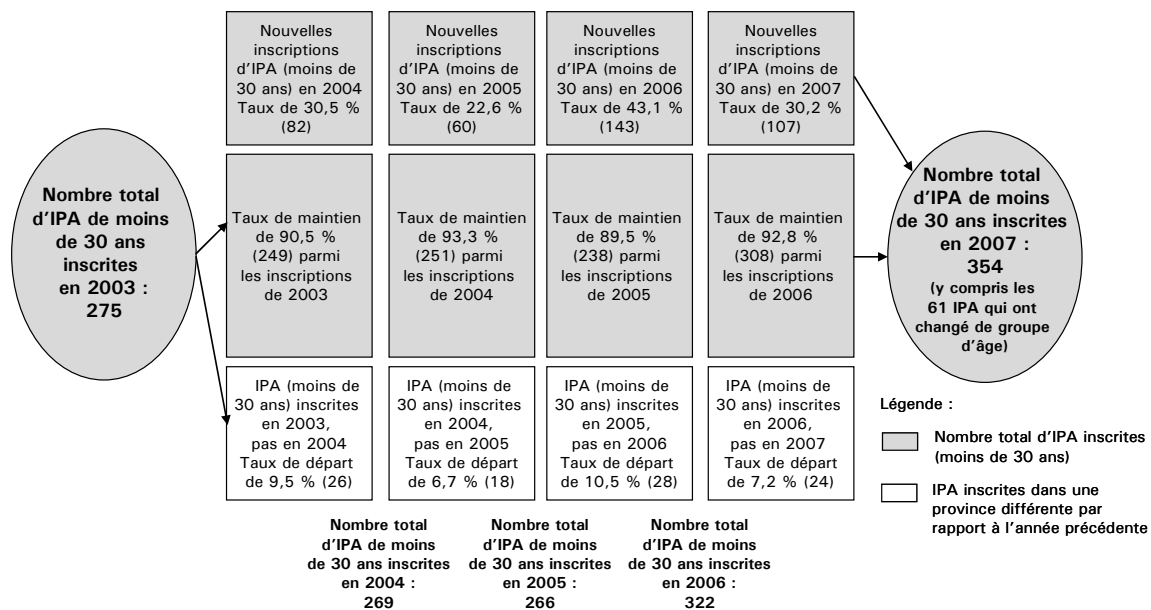 Nombre total
d'IPA de moins
de 30 ans
inscrites
en 2003 :
275
Nouvelles
inscriptions
d'IPA (moins de
30 ans) en 2004
Taux de 30,5 %
(82)
Nouvelles
inscriptions
d'IPA (moins de
30 ans) en 2005
Taux de 22,6 %
(60)
Nouvelles
inscriptions
d'IPA (moins de
30 ans) en 2006
Taux de 43,1 %
(143)
Nouvelles
inscriptions
d'IPA (moins de
30 ans) en 2007
Taux de 30,2 %
(107)
Taux de maintien
de 90,5 %
(249) parmi
les inscriptions
de 2003
Taux de maintien
de 93,3 %
(251) parmi
les inscriptions
de 2004
Taux de maintien
de 89,5 %
(238) parmi
les inscriptions
de 2005
Taux de maintien
de 92,8 %
(308) parmi
les inscriptions
de 2006
IPA (moins de
30 ans) inscrites
en 2003,
pas en 2004
Taux de départ
de 9,5 % (26)
IPA (moins de
30 ans) inscrites
en 2004,
pas en 2005
Taux de départ
de 6,7 % (18)
IPA (moins de
30 ans) inscrites
en 2005,
pas en 2006
Taux de départ
de 10,5 % (28)
IPA (moins de
30 ans) inscrites
en 2006,
pas en 2007
Taux de départ
de 7,2 % (24)
Nombre total
d'IPA de moins
de 30 ans inscrites
en 2004 :
269
Nombre total
d'IPA de moins
de 30 ans inscrites
en 2005 :
266
Nombre total
d'IPA de moins
de 30 ans inscrites
en 2006 :
322
Nombre total
d'IPA de moins
de 30 ans inscrites
en 2007 :
354
(y compris les
61 IPA qui ont
changé de groupe
d'âge)
Légende :
Nombre total d'IPA inscrites
(moins de 30 ans)
IPA inscrites dans une
province différente par
rapport à l'année précédente